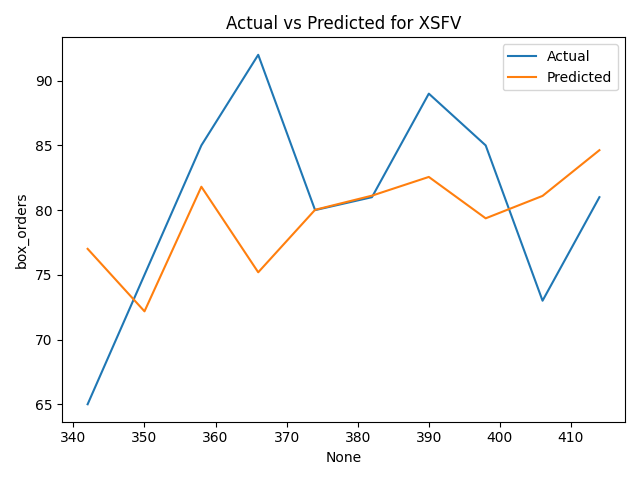 Actual vs Predicted for XSFV
Actual
Predicted
box_orders
90
85
80
75
70
65
340 350 360 370 380 390 400 410
None